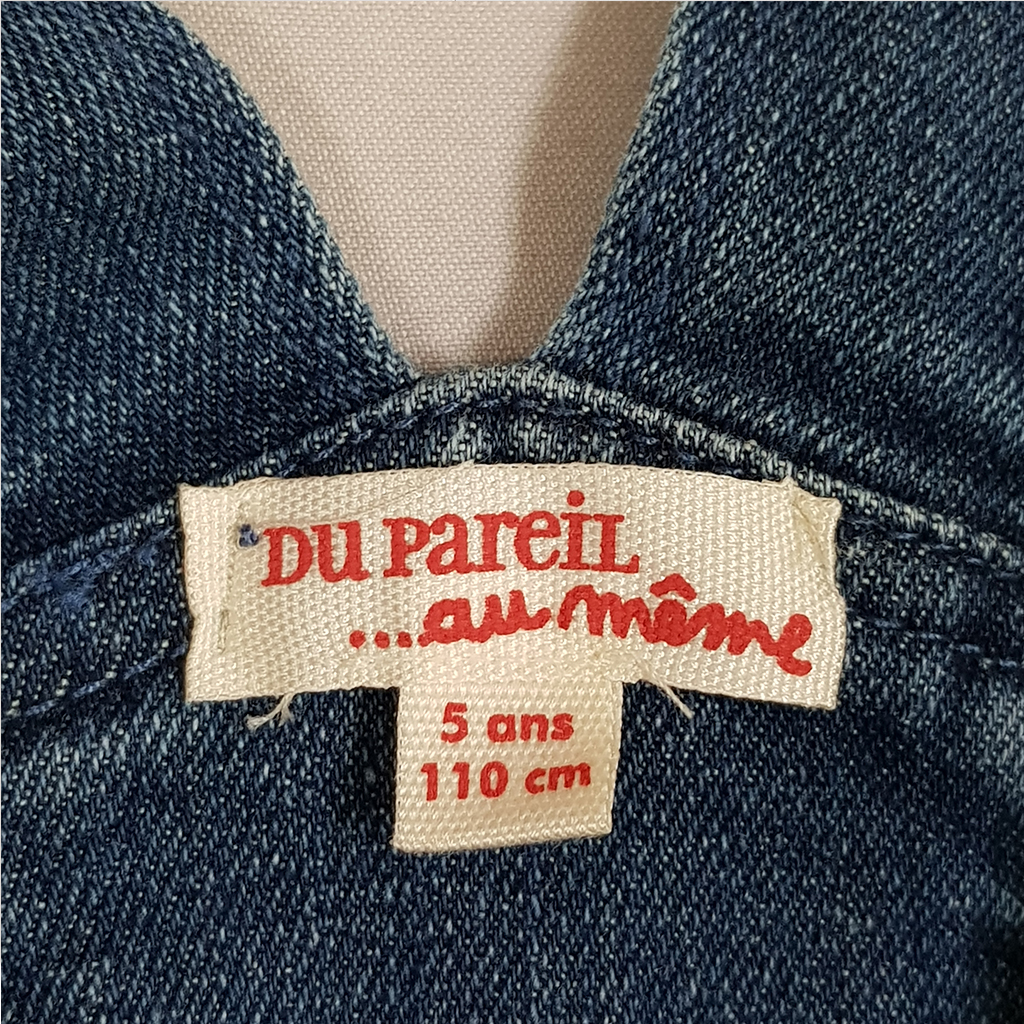 DU PAREIL
...au même
5 ans
110 cm